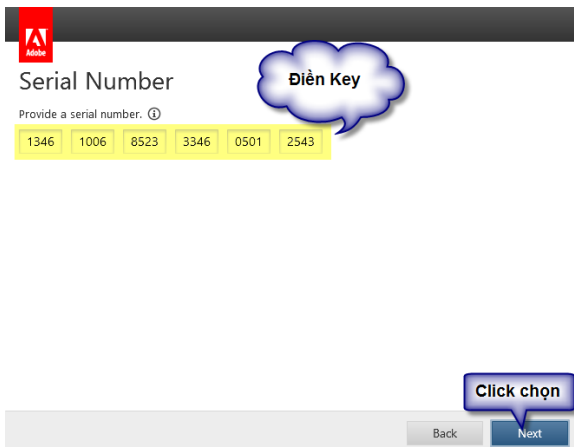 Adobe
Serial Number
Điền Key
Provide a serial number.
1346 1006 8523 3346 0501 2543
Click chọn
Back Next